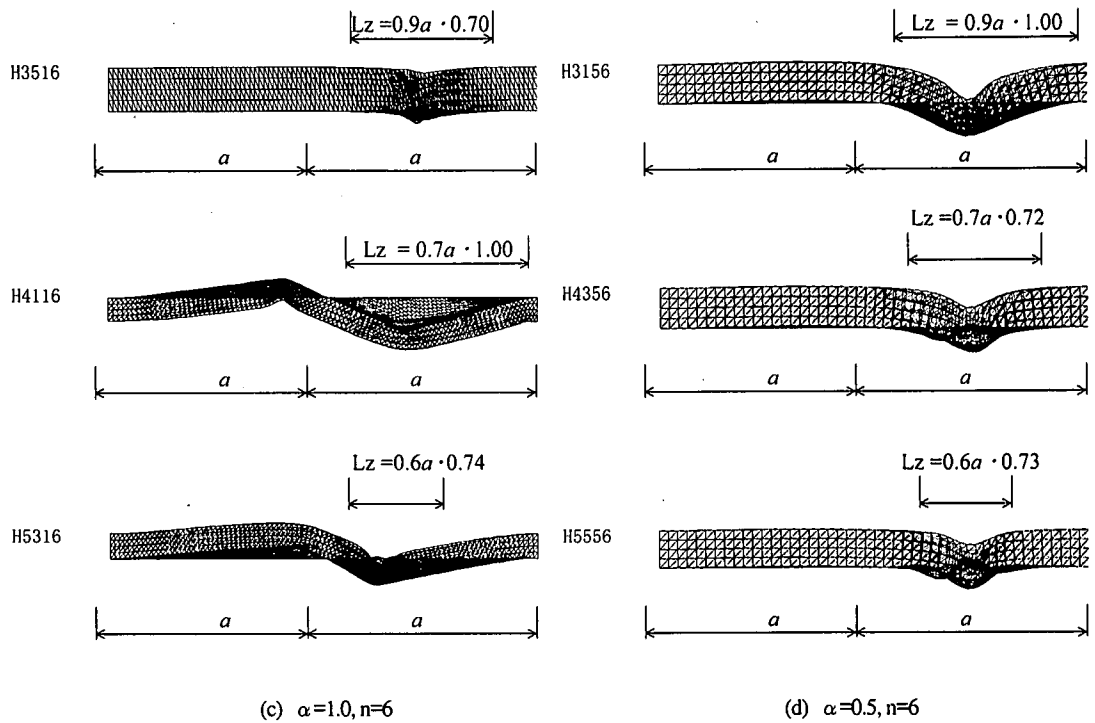 Lz =0.9a · 0.70
H3516
a a
Lz = 0.7a · 1.00
H4116
a a
Lz =0.6a · 0.74
H5316
a a
(c) α=1.0, n=6
Lz =0.9a · 1.00
H3156
a a
Lz =0.7a · 0.72
H4356
a a
Lz =0.6a · 0.73
H5556
a a
(d) α=0.5, n=6